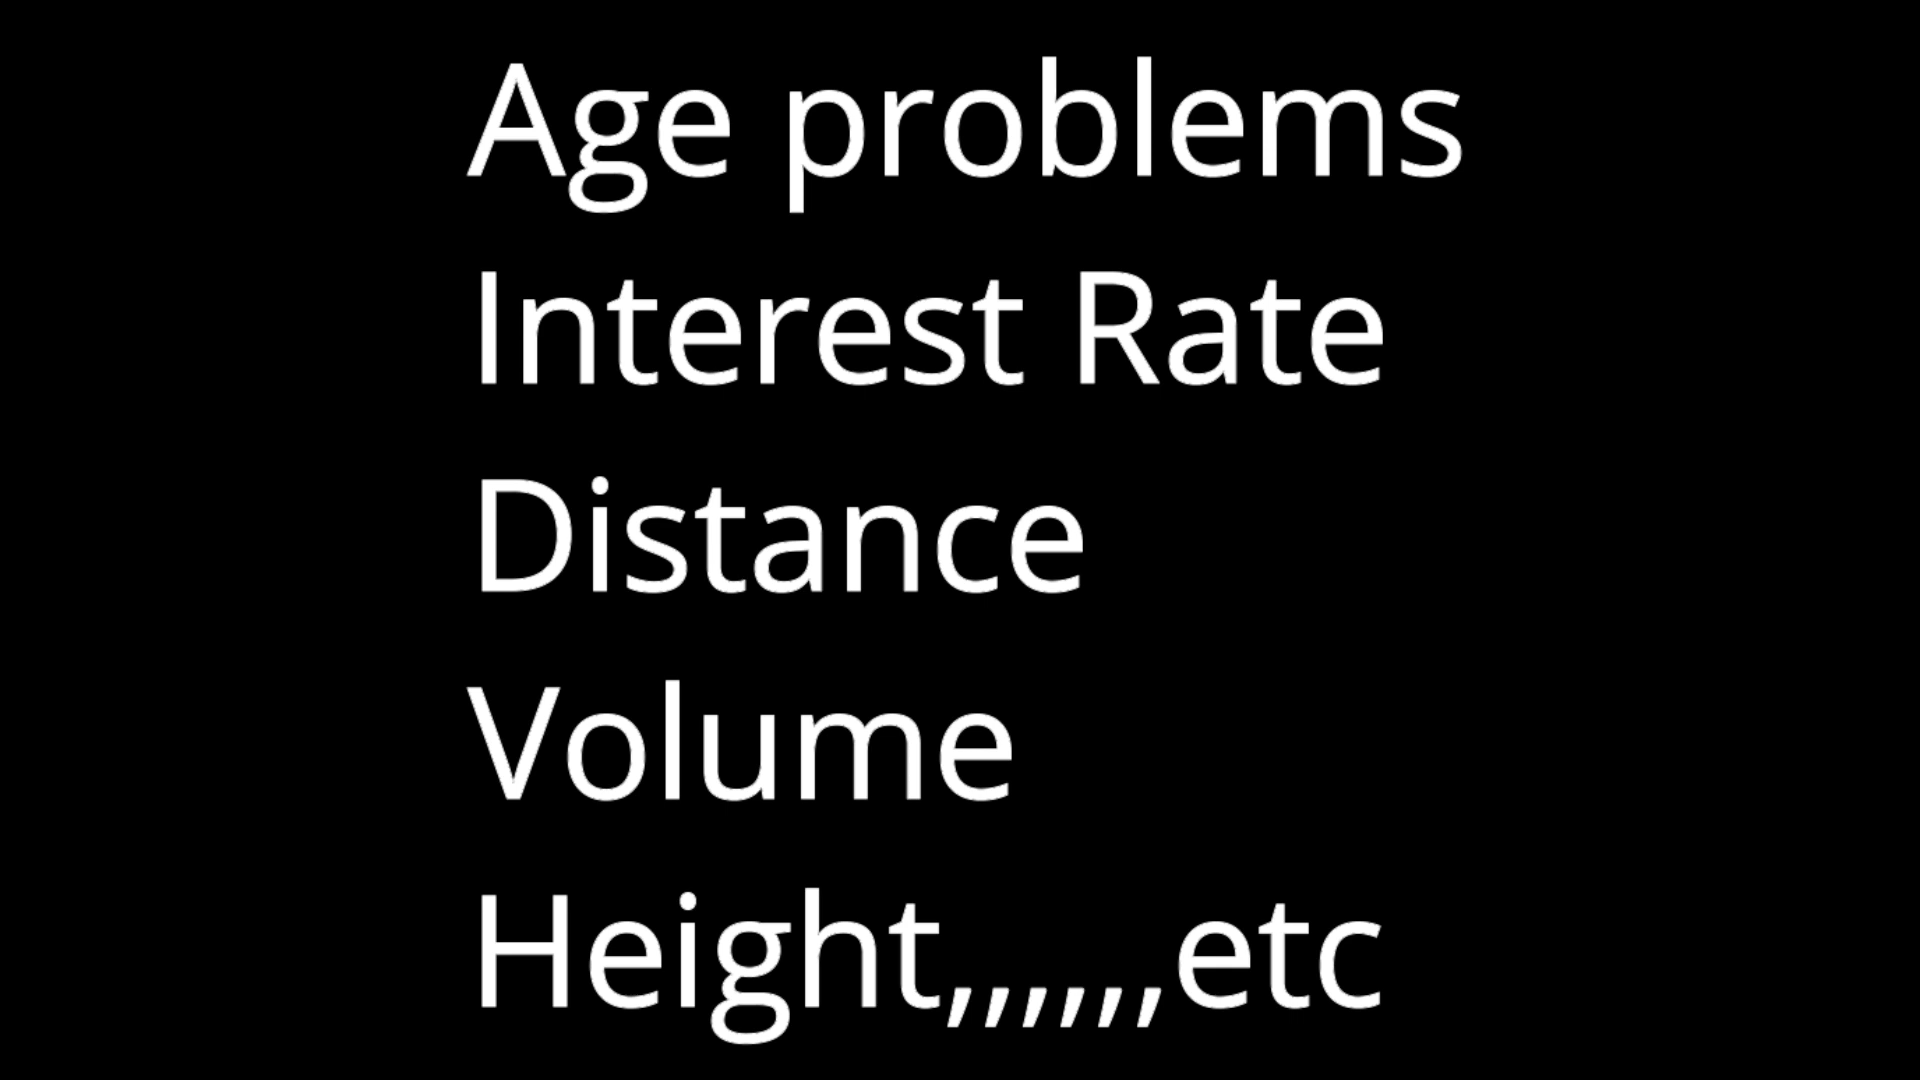 Age problems
Interest Rate
Distance
Volume
Height,,,,,,etc